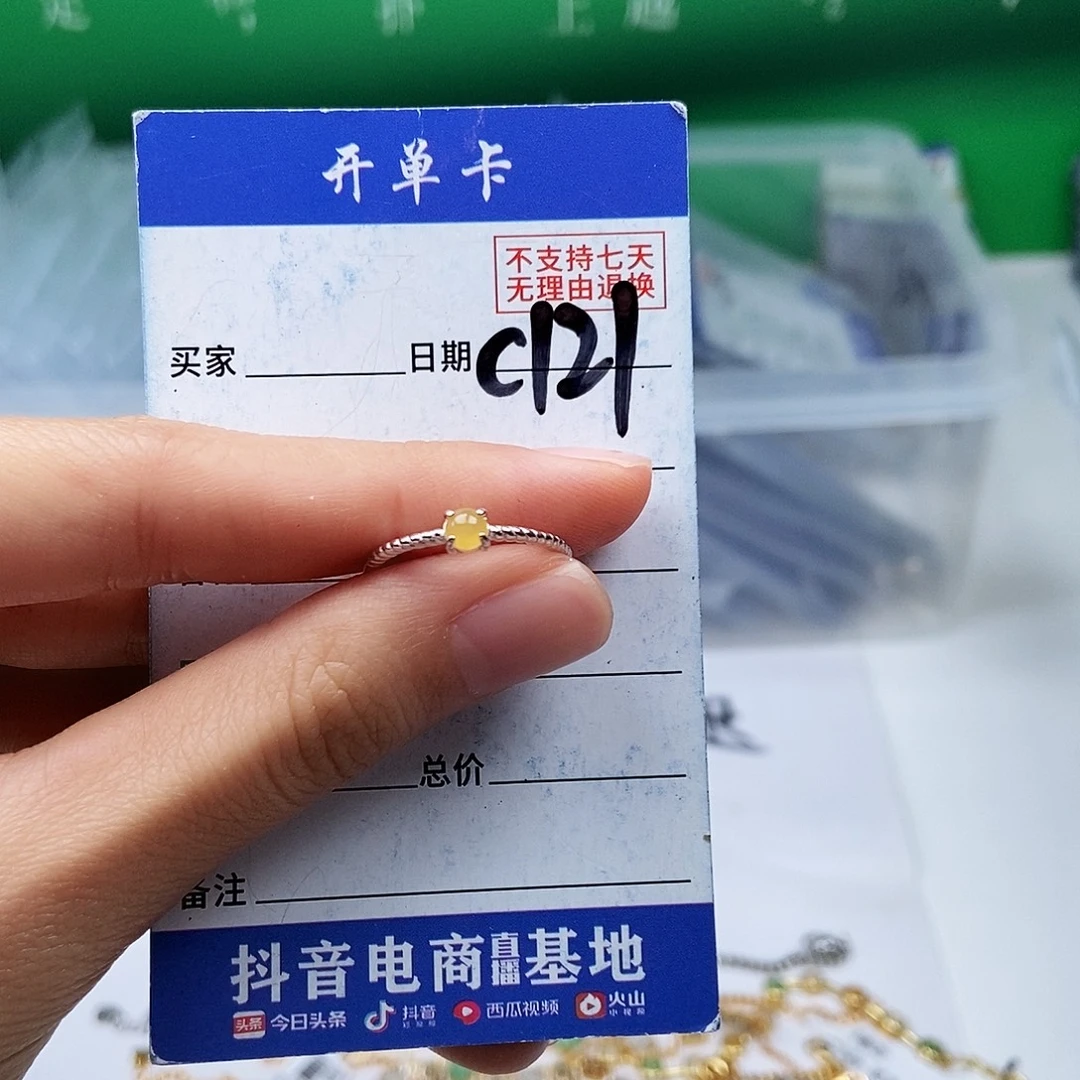 开单卡
不支持七天
无理由退换
买家 日期 C121
总价
备注
抖音电商直播基地
今日头条 抖音 西瓜视频 火山